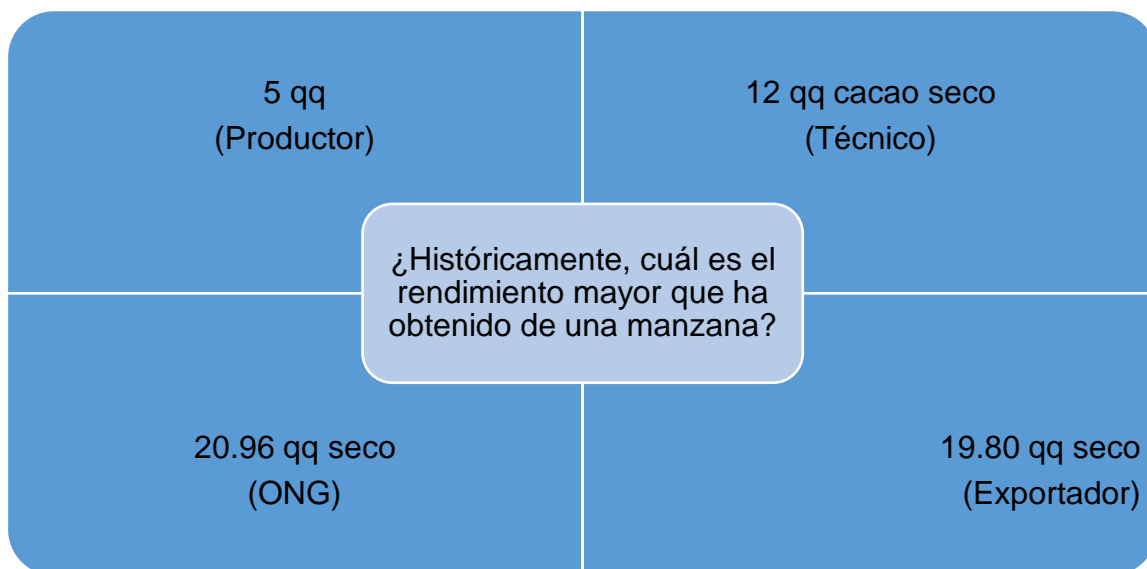 5 qq
(Productor)
12 qq cacao seco
(Técnico)
¿Históricamente, cuál es el
rendimiento mayor que ha
obtenido de una manzana?
20.96 qq seco
(ONG)
19.80 qq seco
(Exportador)